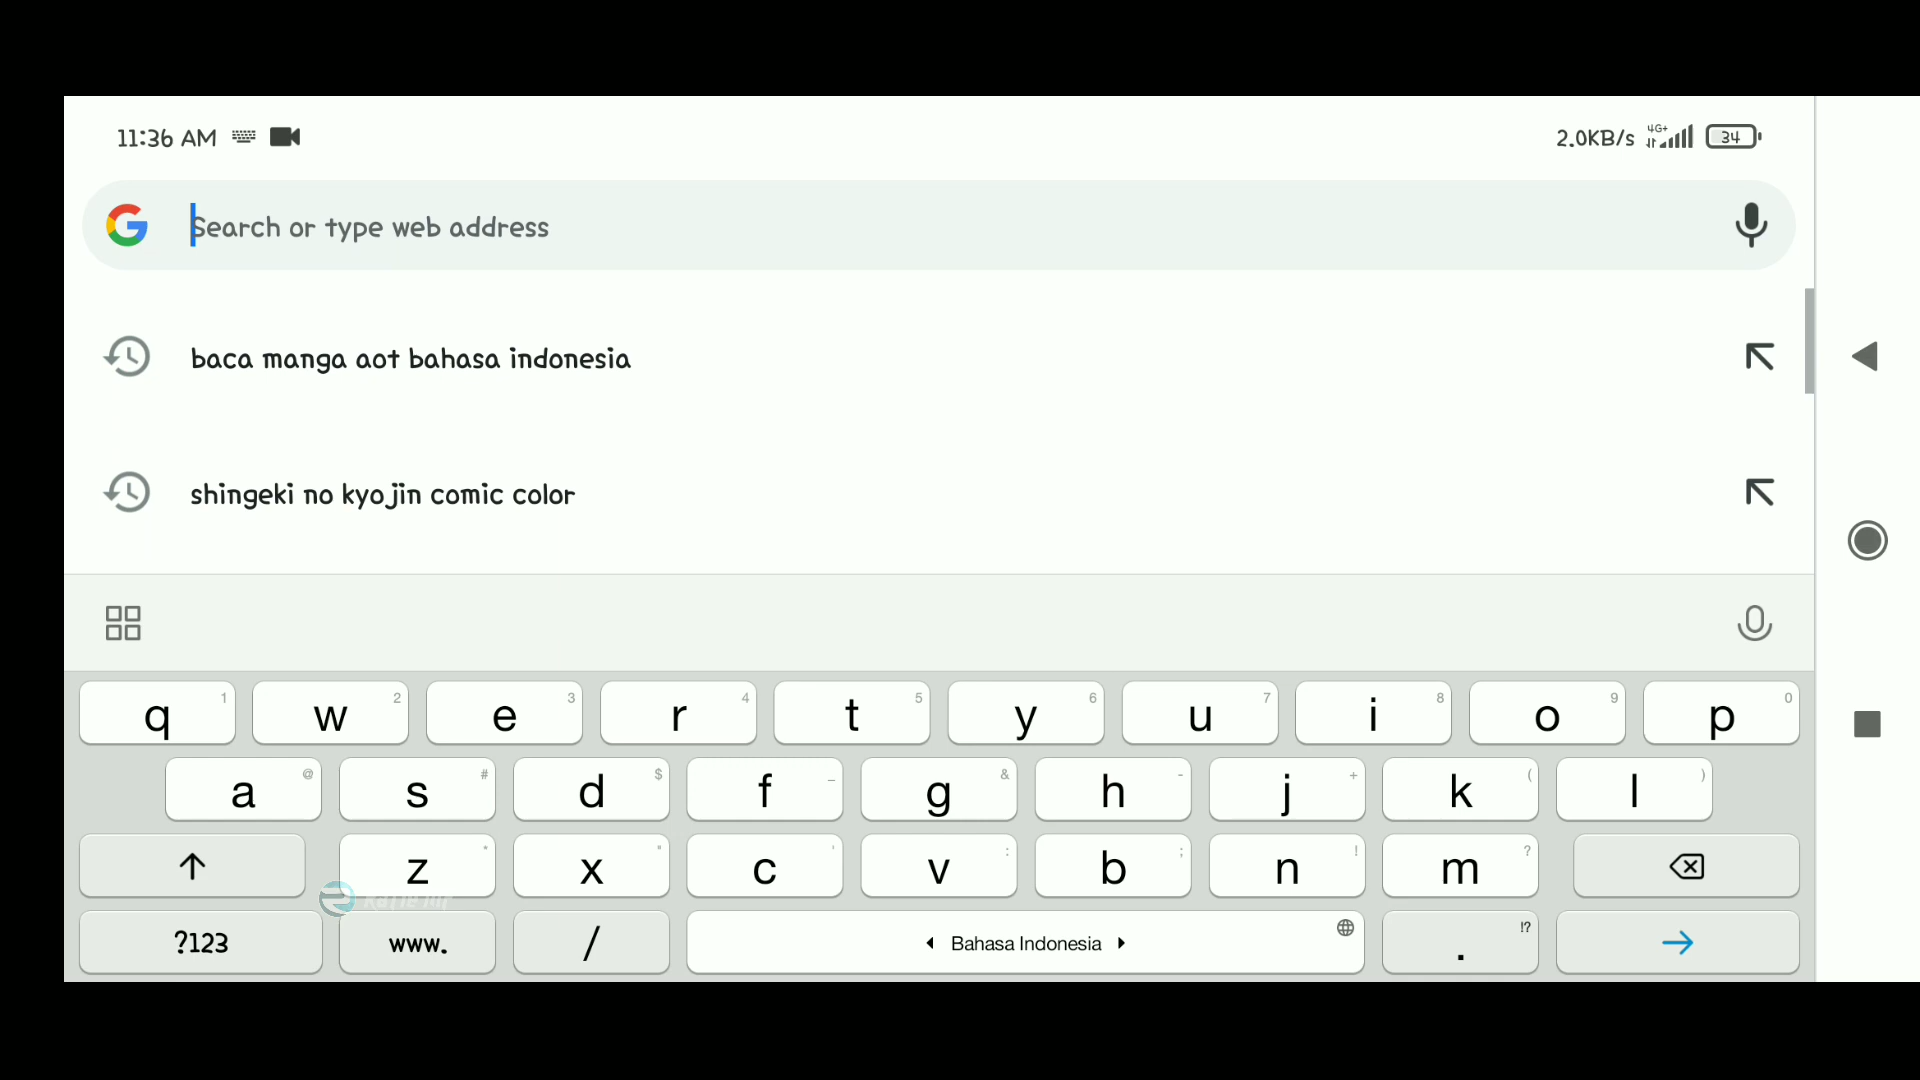 11:36 AM
2.0KB/s 4G+ 34
Search or type web address
baca manga aot bahasa indonesia
shingeki no kyojin comic color
q 1 w 2 e 3 r 4 t 5 y 6 u 7 i 8 o 9 p 0
a @ s # d $ f _ g & h - j + k ( l )
z * x " c ' v : b ; n ! m ?
?123 www. / Bahasa Indonesia . !?